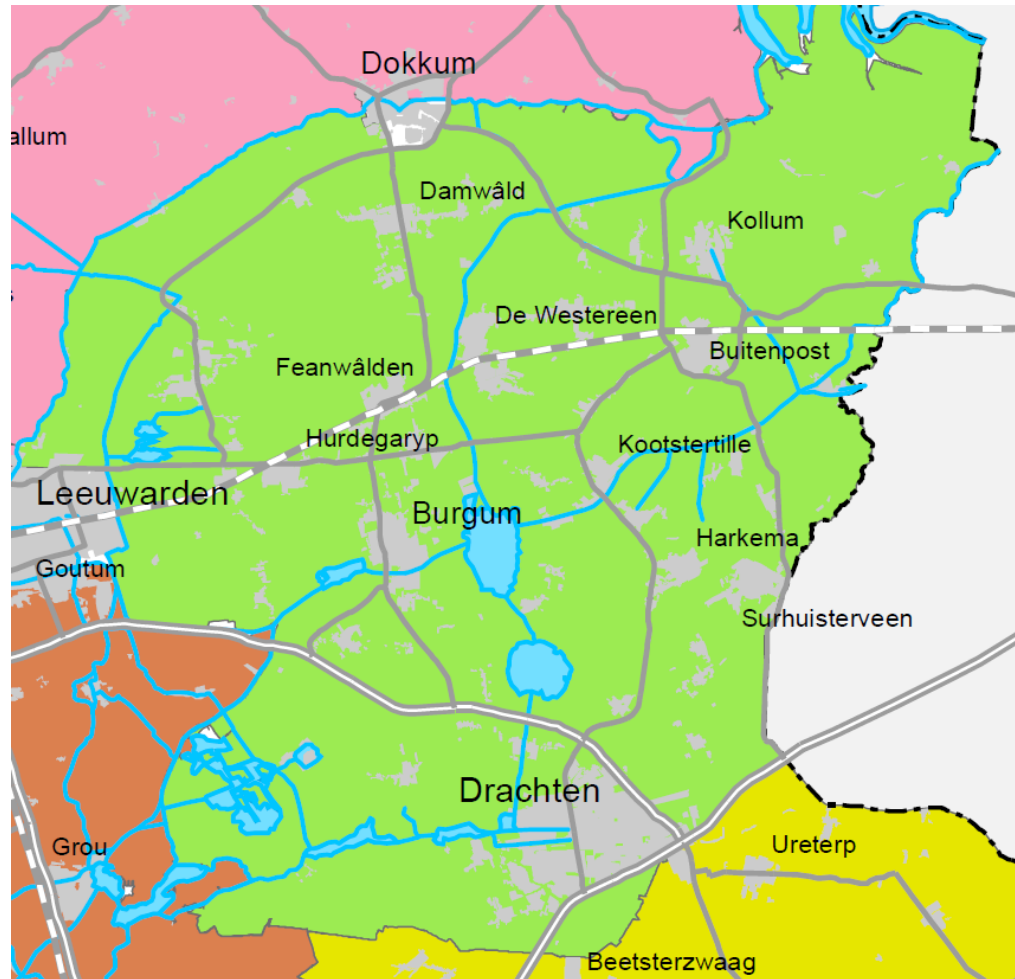 Dokkum
allum
Damwâld
Kollum
De Westereen
Buitenpost
Feanwâlden
Hurdegaryp
Kootstertille
Leeuwarden
Burgum
Harkema
Goutum
Surhuisterveen
Drachten
Grou
Ureterp
Beetsterzwaag